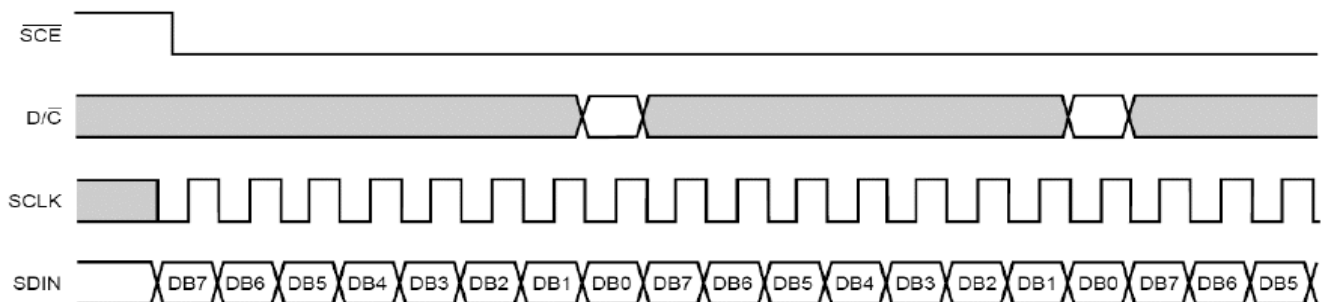 S̅C̅E̅
D/C̅
SCLK
SDIN DB7 DB6 DB5 DB4 DB3 DB2 DB1 DB0 DB7 DB6 DB5 DB4 DB3 DB2 DB1 DB0 DB7 DB6 DB5